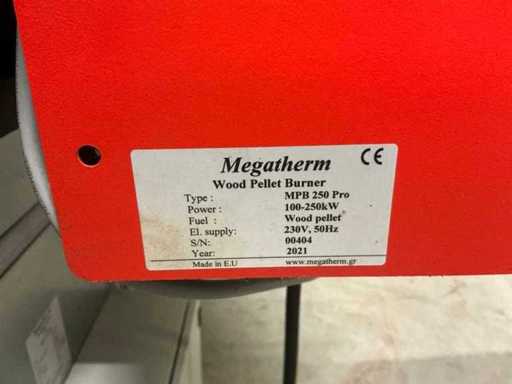 Megatherm CE
Wood Pellet Burner
Type : MPB 250 Pro
Power : 100-250kW
Fuel : Wood pellet
El. supply: 230V, 50Hz
S/N: 00404
Year: 2021
Made in E.U www.megatherm.gr